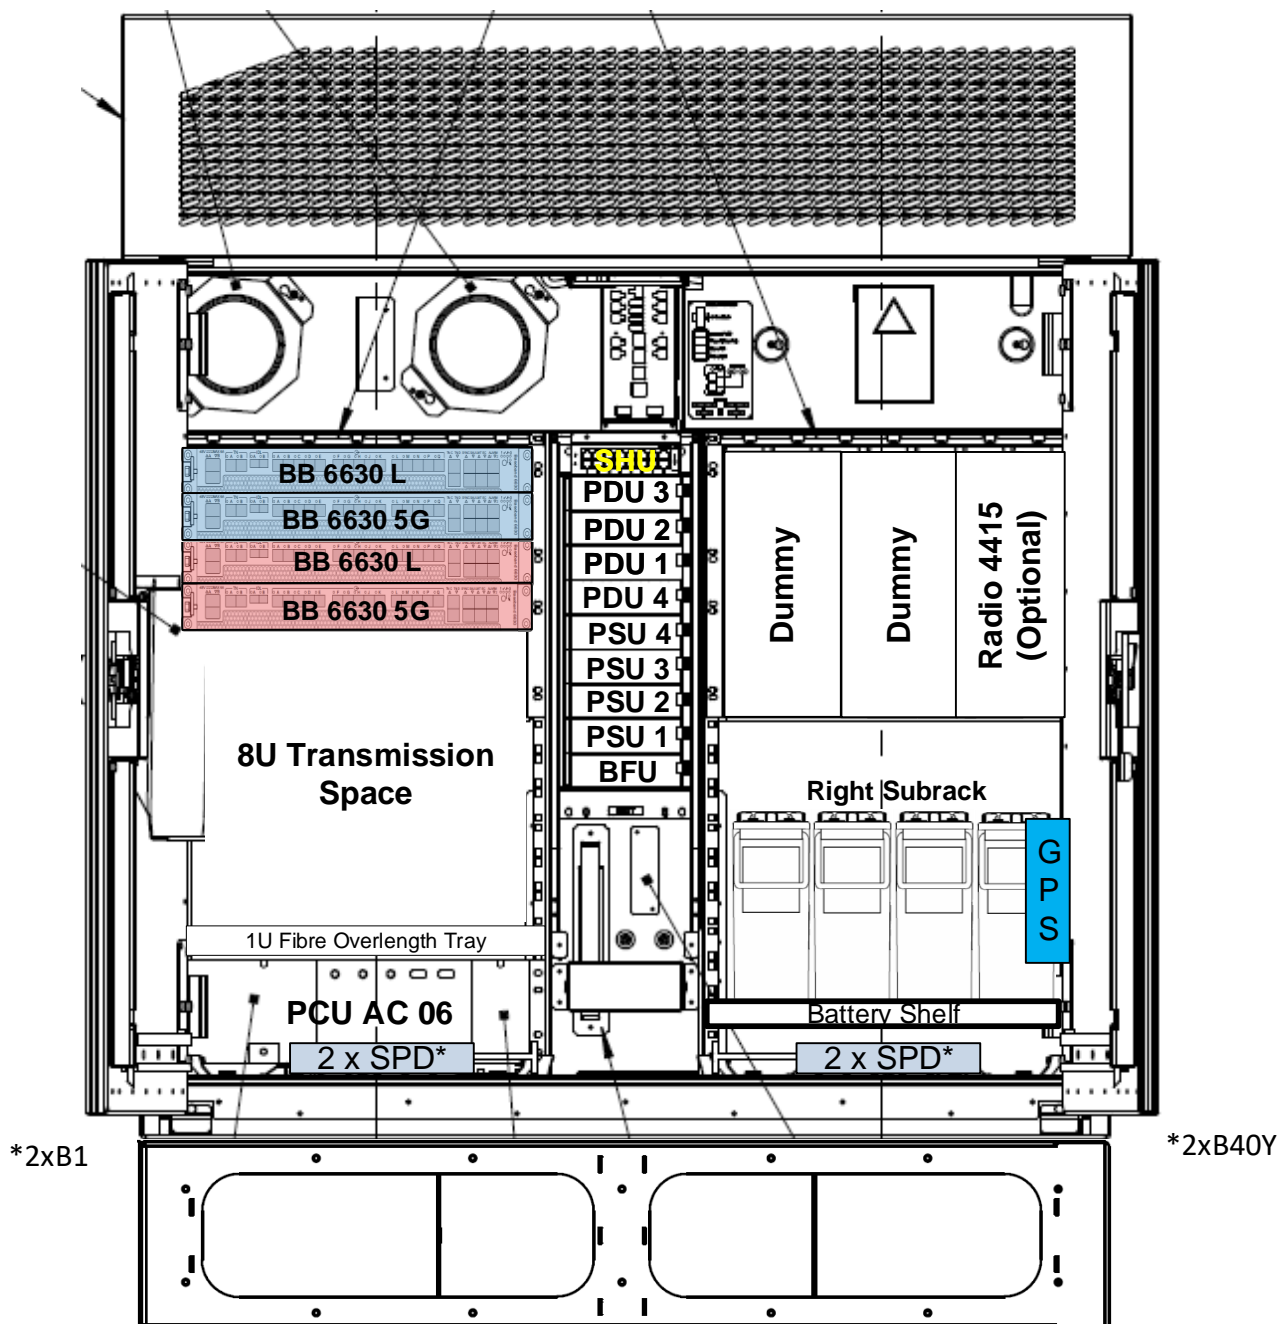 BB 6630 L
BB 6630 5G
BB 6630 L
BB 6630 5G
8U Transmission
Space
1U Fibre Overlength Tray
PCU AC 06
2 x SPD*
SHU
PDU 3
PDU 2
PDU 1
PDU 4
PSU 4
PSU 3
PSU 2
PSU 1
BFU
Dummy
Dummy
Radio 4415
(Optional)
Right Subrack
G
P
S
Battery Shelf
2 x SPD*
*2xB1
*2xB40Y